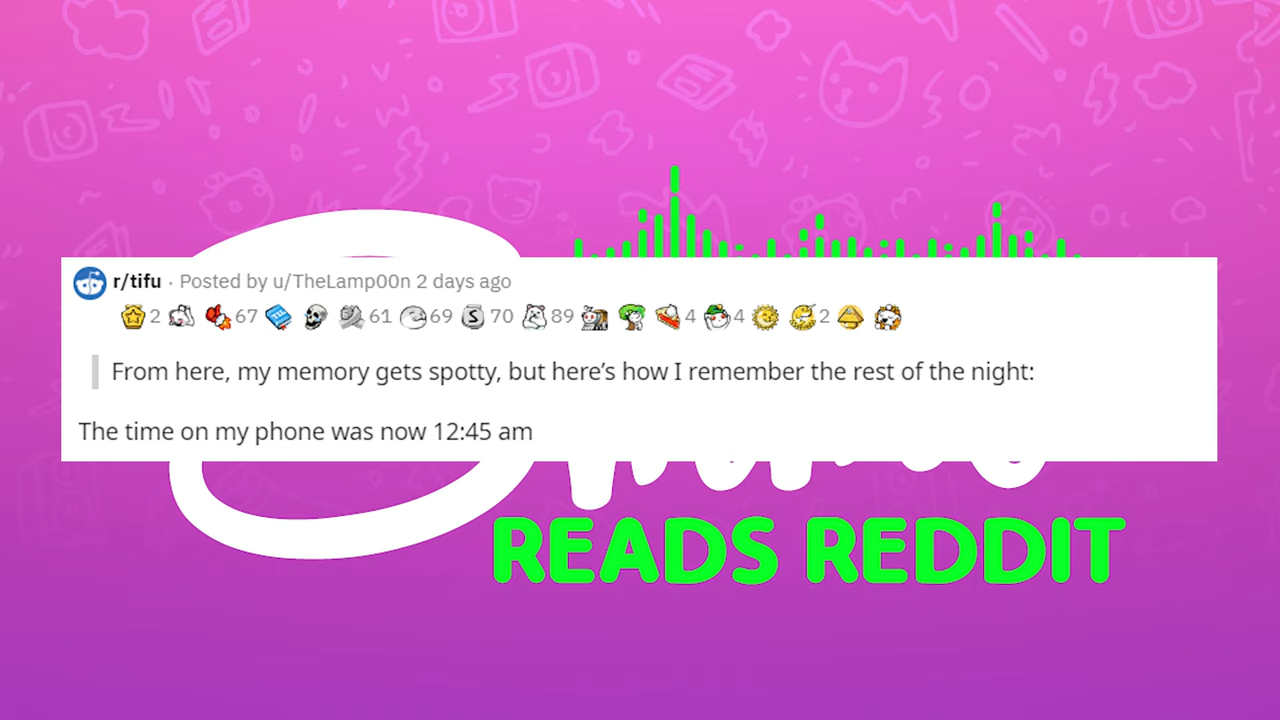 r/tifu · Posted by u/TheLamp00n 2 days ago
2 67 61 69 70 89 4 4 2
From here, my memory gets spotty, but here’s how I remember the rest of the night:
The time on my phone was now 12:45 am
READS REDDIT